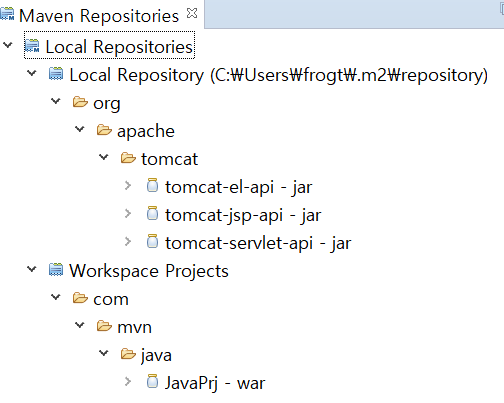 Maven Repositories
Local Repositories
Local Repository (C:₩Users₩frogt₩.m2₩repository)
org
apache
tomcat
tomcat-el-api - jar
tomcat-jsp-api - jar
tomcat-servlet-api - jar
Workspace Projects
com
mvn
java
JavaPrj - war